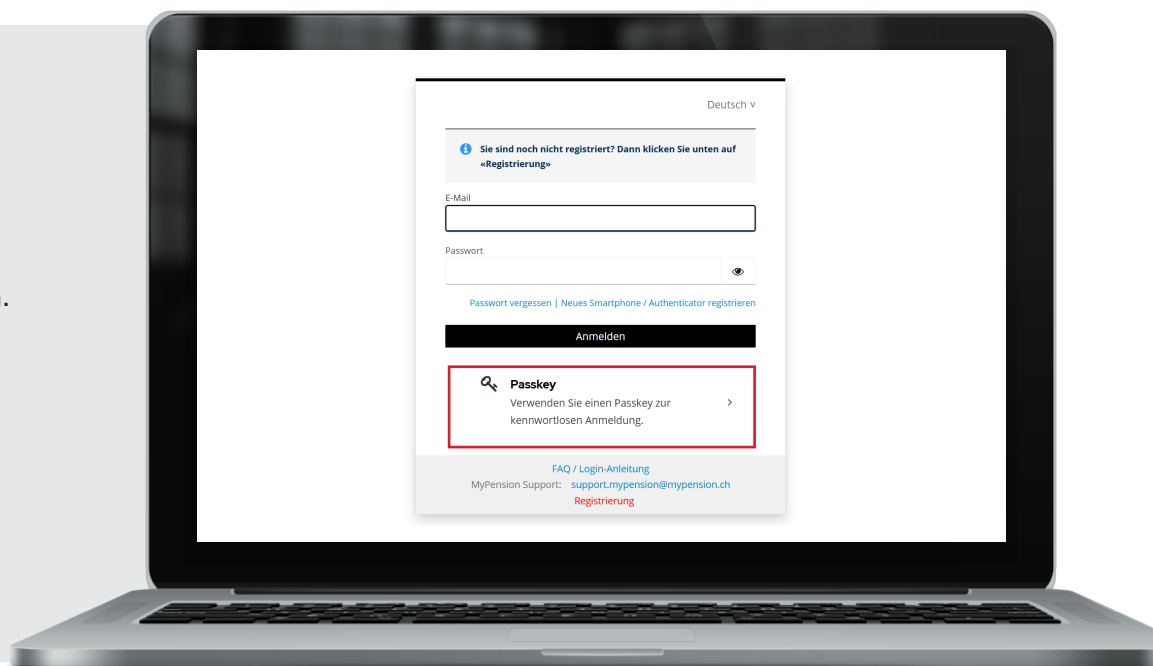 Deutsch
Sie sind noch nicht registriert? Dann klicken Sie unten auf
«Registrierung»
E-Mail
Passwort
Passwort vergessen | Neues Smartphone / Authenticator registrieren
Anmelden
Passkey
Verwenden Sie einen Passkey zur
kennwortlosen Anmeldung.
FAQ / Login-Anleitung
MyPension Support: support.mypension@mypension.ch
Registrierung